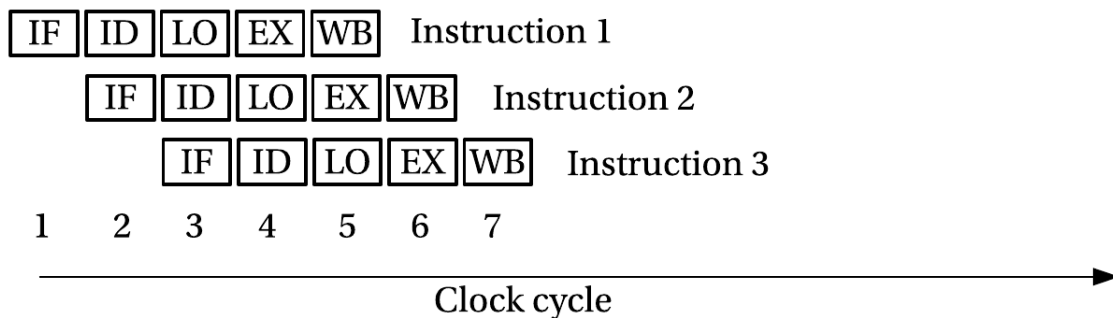 IF ID LO EX WB Instruction 1
IF ID LO EX WB Instruction 2
IF ID LO EX WB Instruction 3
1 2 3 4 5 6 7
Clock cycle